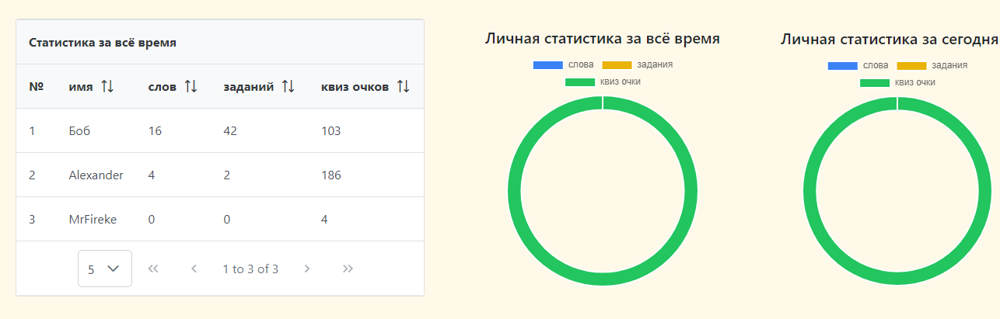 Статистика за всё время
№ имя слов заданий квиз очков
1 Боб 16 42 103
2 Alexander 4 2 186
3 MrFireke 0 0 4
5 1 to 3 of 3
Личная статистика за всё время
слова задания
квиз очки
Личная статистика за сегодня
слова задания
квиз очки